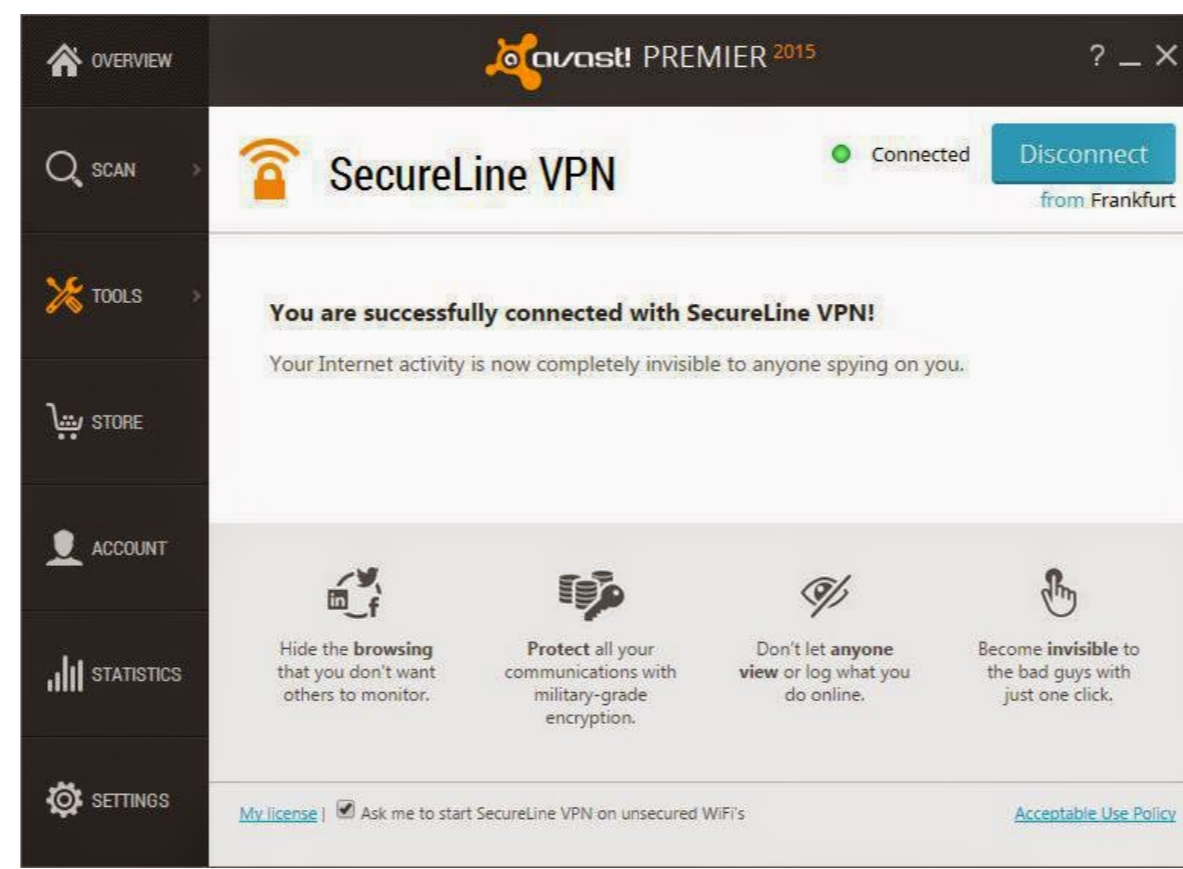 OVERVIEW
avast! PREMIER 2015
? _ X
SCAN
TOOLS
STORE
ACCOUNT
STATISTICS
SETTINGS
SecureLine VPN
Connected
Disconnect
from Frankfurt
You are successfully connected with SecureLine VPN!
Your Internet activity is now completely invisible to anyone spying on you.
in f
Hide the browsing
that you don't want
others to monitor.
Protect all your
communications with
military-grade
encryption.
Don't let anyone
view or log what you
do online.
Become invisible to
the bad guys with
just one click.
My license | Ask me to start SecureLine VPN on unsecured WiFi's
Acceptable Use Policy